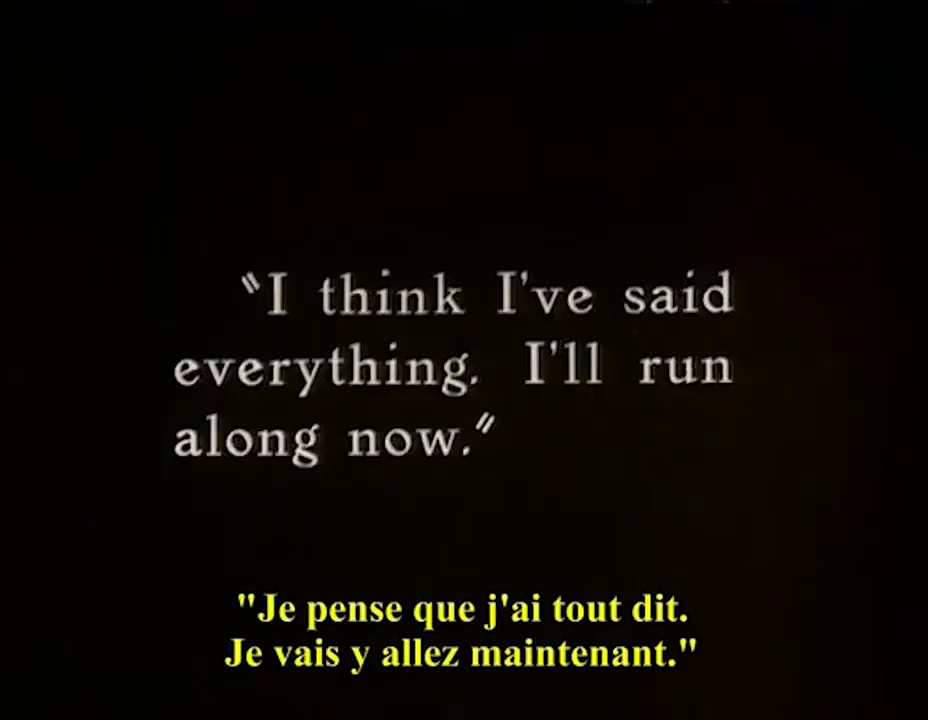 "I think I've said
everything. I'll run
along now."
"Je pense que j'ai tout dit.
Je vais y allez maintenant."